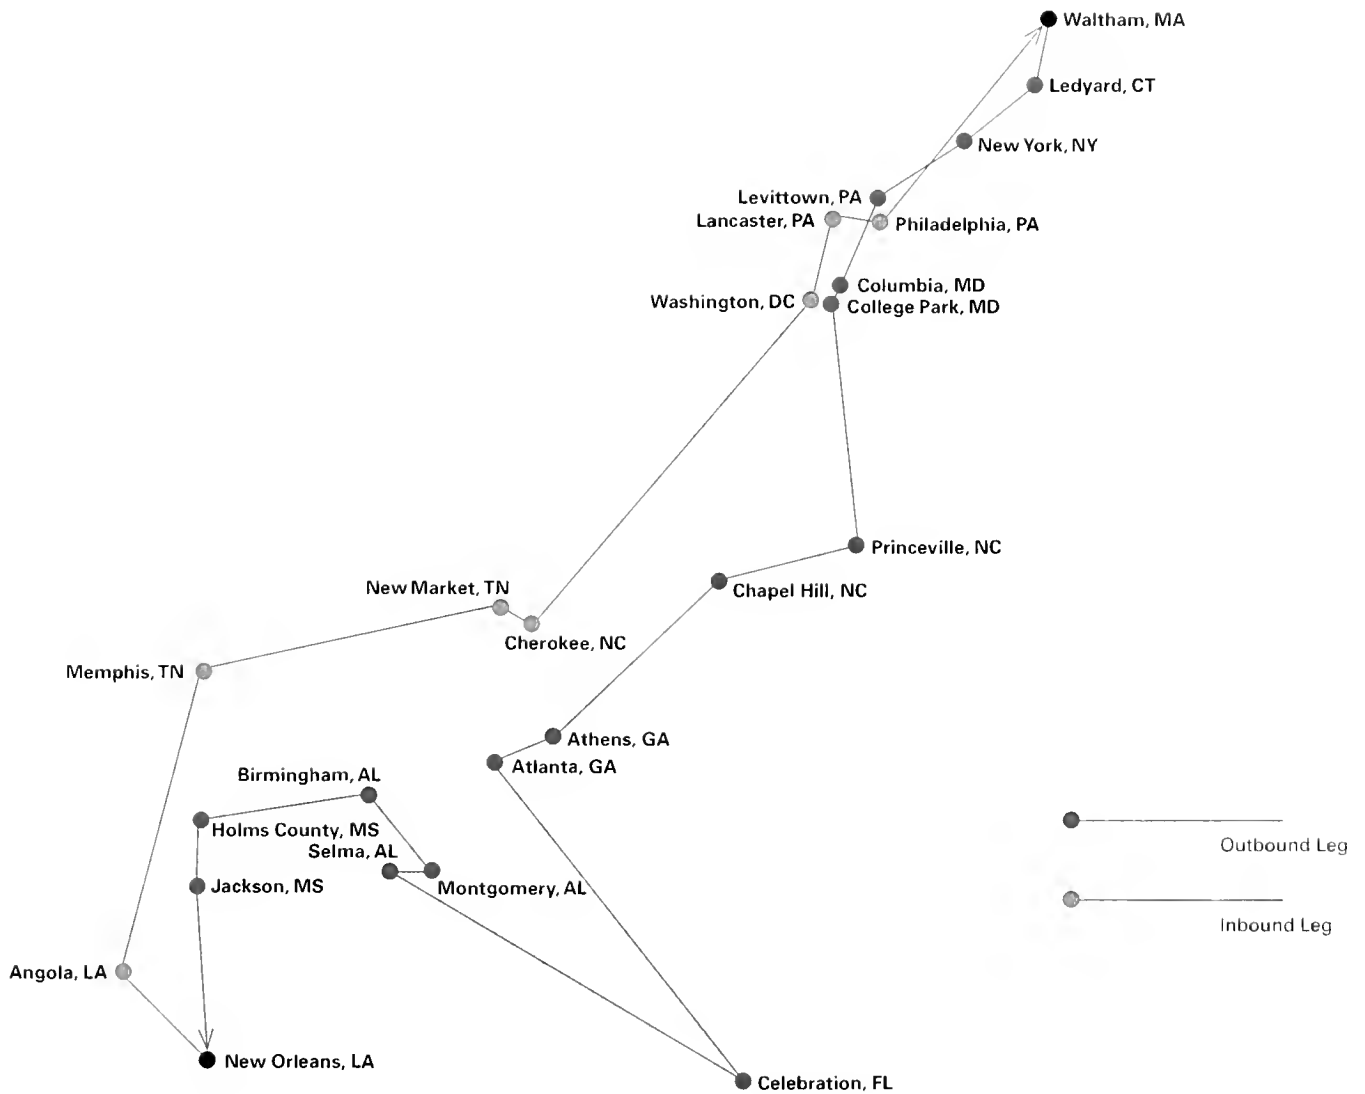 Waltham, MA
Ledyard, CT
New York, NY
Levittown, PA
Lancaster, PA
Philadelphia, PA
Columbia, MD
Washington, DC
College Park, MD
Princeville, NC
New Market, TN
Chapel Hill, NC
Cherokee, NC
Memphis, TN
Athens, GA
Atlanta, GA
Birmingham, AL
Holms County, MS
Outbound Leg
Selma, AL
Jackson, MS
Montgomery, AL
Inbound Leg
Angola, LA
New Orleans, LA
Celebration, FL